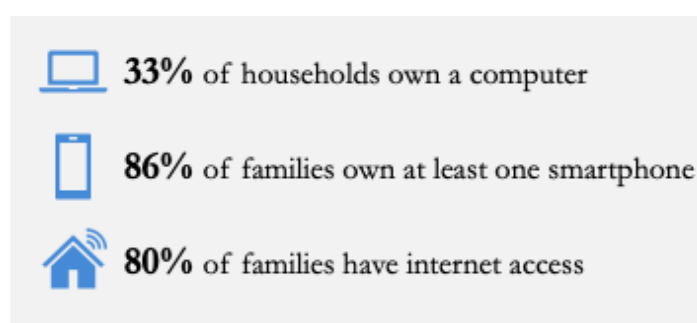 33% of households own a computer
86% of families own at least one smartphone
80% of families have internet access